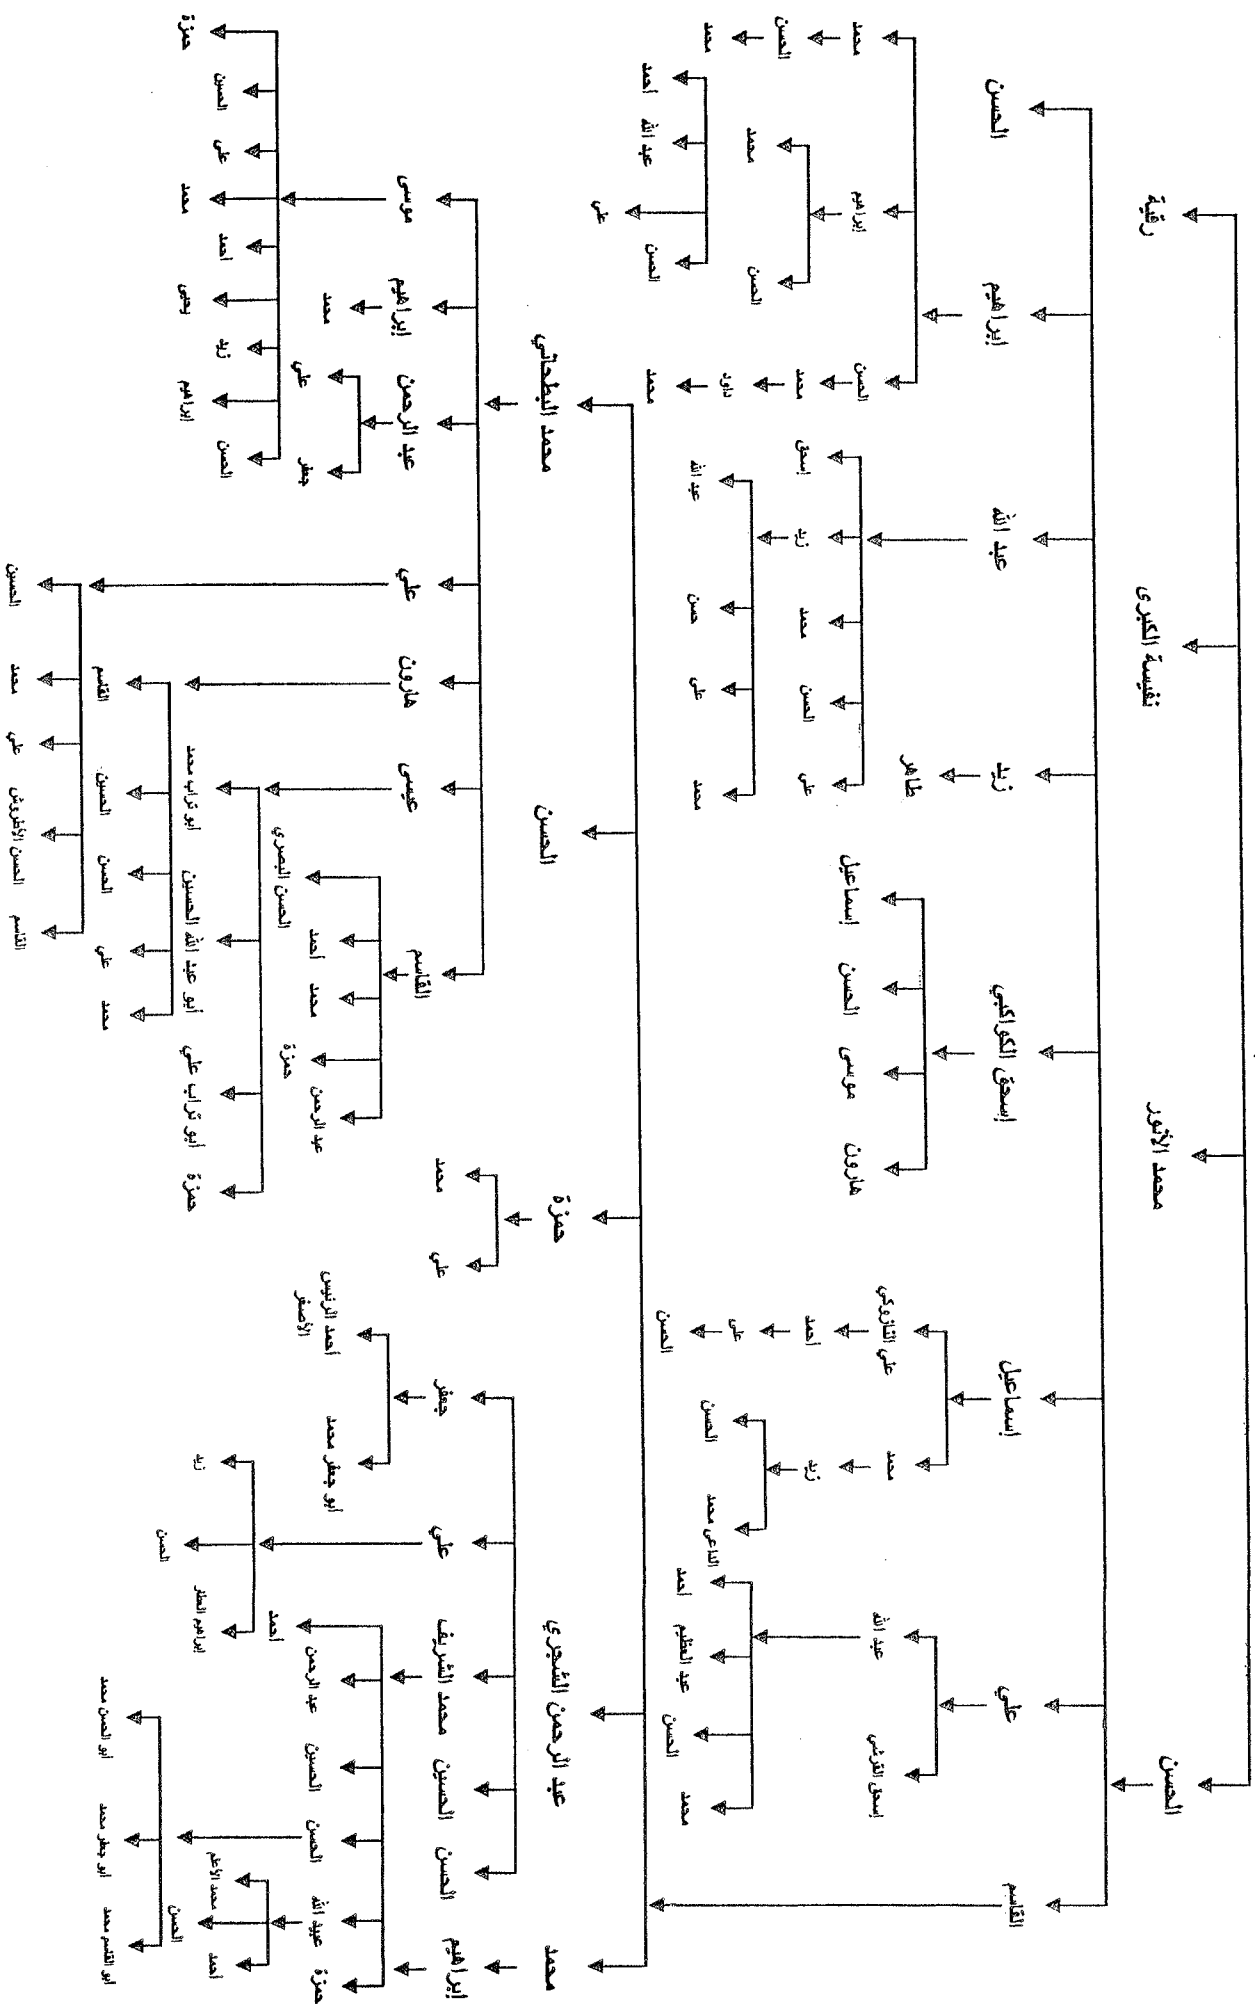 رقية
نفيسة الكبرى
محمد الأنور
الحسن
الحسن
إبراهيم
عبد الله
زيد
إسحق الكواكبي
إسماعيل
علي
القاسم
محمد
الحسن
محمد
إبراهيم
محمد
الحسن
أحمد
عبد الله
علي
الحسن
الحسن
محمد
داود
محمد
إسحق
زيد
محمد
الحسن
علي
عبد الله
حسن
علي
محمد
طاهر
إسماعيل
الحسن
موسى
هارون
علي النازوكي
أحمد
علي
الحسن
محمد
زيد
الحسن
الداعي محمد
عبد الله
إسحق القرشي
أحمد
عبد العظيم
الحسن
محمد
محمد البطحاني
الحسن
حمزة
عبد الرحمن الشجري
محمد
موسى
إبراهيم
محمد
عبد الرحمن
علي
جعفر
علي
هارون
عيسى
القاسم
حمزة
الحسين
علي
محمد
أحمد
يحيى
زيد
إبراهيم
الحسن
الحسين
محمد
علي
الحسن الأطروش
القاسم
القاسم
الحسين
الحسن
علي
محمد
أبو تراب محمد
أبو عبد الله الحسين
أبو تراب علي
حمزة
الحسن البصري
أحمد
محمد
حمزة
عبد الرحمن
محمد
علي
جعفر
علي
محمد الشريف
الحسين
الحسن
إبراهيم
أحمد الرئيس
الأصغر
أبو جعفر محمد
زيد
الحسن
إبراهيم العطار
أحمد
عبد الرحمن
الحسين
الحسن
عبيد الله
حمزة
محمد الأعلم
الحسن
أحمد
أبو الحسن محمد
أبو جعفر محمد
أبو القاسم محمد